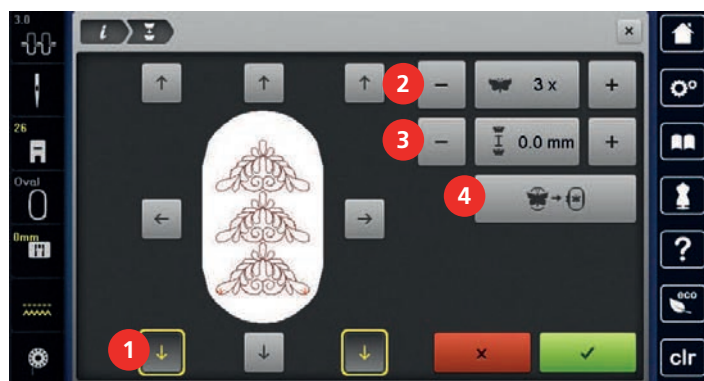 3.0
i
×
2
− 3 x +
26
3
− 0.0 mm +
Oval
4
0mm
?
eco
1
×
clr